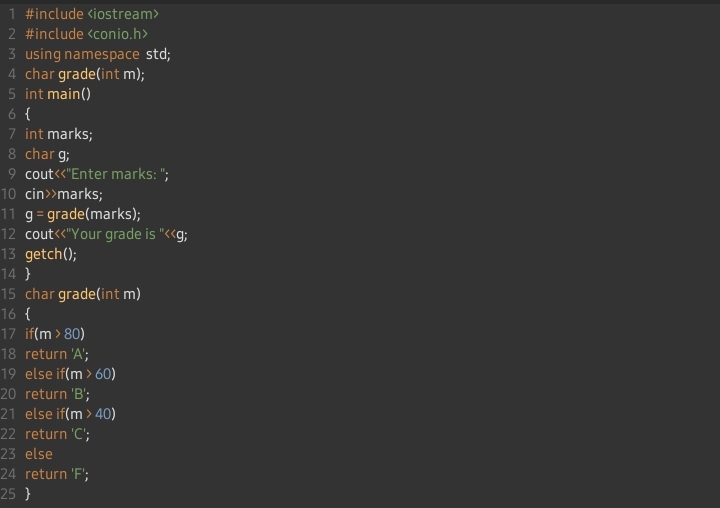 1 #include <iostream>
2 #include <conio.h>
3 using namespace std;
4 char grade(int m);
5 int main()
6 {
7 int marks;
8 char g;
9 cout<<"Enter marks: ";
10 cin>>marks;
11 g = grade(marks);
12 cout<<"Your grade is "<<g;
13 getch();
14 }
15 char grade(int m)
16 {
17 if(m > 80)
18 return 'A';
19 else if(m > 60)
20 return 'B';
21 else if(m > 40)
22 return 'C';
23 else
24 return 'F';
25 }